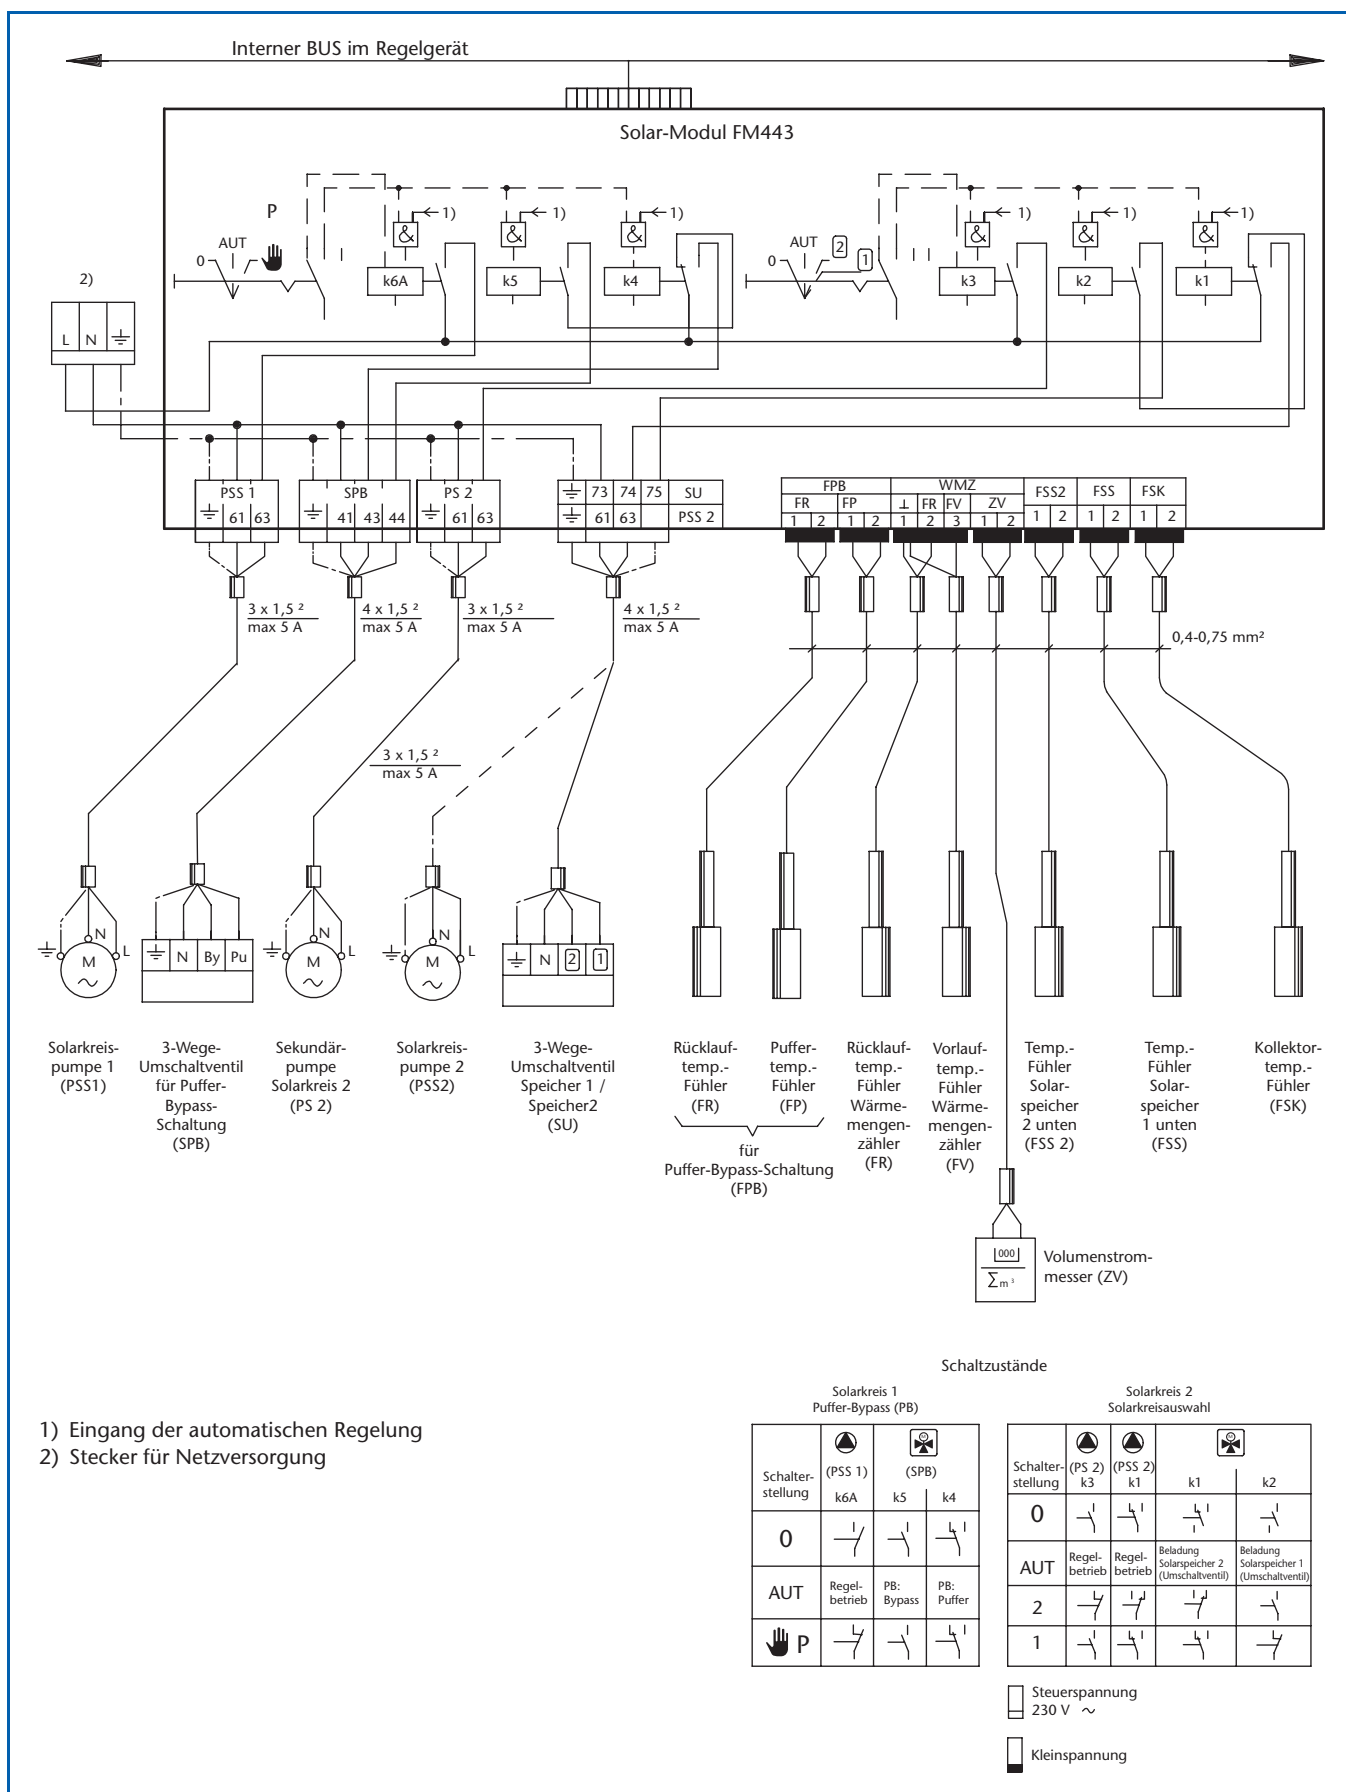 Interner BUS im Regelgerät
Solar-Modul FM443
P
AUT
0
& 1)
& 1)
& 1)
k6A
k5
k4
AUT
0
2
1
& 1)
& 1)
& 1)
k3
k2
k1
2)
L N
PSS 1
61 63
SPB
41 43 44
PS 2
61 63
73 74 75 SU
61 63 PSS 2
FPB
FR FP
1 2 1 2
WMZ
⊥ FR FV ZV
1 2 3 1 2
FSS2
1 2
FSS
1 2
FSK
1 2
3 x 1,5 ²
max 5 A
4 x 1,5 ²
max 5 A
3 x 1,5 ²
max 5 A
4 x 1,5 ²
max 5 A
0,4-0,75 mm²
3 x 1,5 ²
max 5 A
N
L
M
~
N By Pu
N
L
M
~
N
L
M
~
N 2 1
Solarkreis-
pumpe 1
(PSS1)
3-Wege-
Umschaltventil
für Puffer-
Bypass-
Schaltung
(SPB)
Sekundär-
pumpe
Solarkreis 2
(PS 2)
Solarkreis-
pumpe 2
(PSS2)
3-Wege-
Umschaltventil
Speicher 1 /
Speicher2
(SU)
Rücklauf-
temp.-
Fühler
(FR)
Puffer-
temp.-
Fühler
(FP)
für
Puffer-Bypass-Schaltung
(FPB)
Rücklauf-
temp.-
Fühler
Wärme-
mengen-
zähler
(FR)
Vorlauf-
temp.-
Fühler
Wärme-
mengen-
zähler
(FV)
Temp.-
Fühler
Solar-
speicher
2 unten
(FSS 2)
Temp.-
Fühler
Solar-
speicher
1 unten
(FSS)
Kollektor-
temp.-
Fühler
(FSK)
000
∑m³
Volumenstrom-
messer (ZV)
1) Eingang der automatischen Regelung
2) Stecker für Netzversorgung
Schaltzustände
Solarkreis 1
Puffer-Bypass (PB)
Schalter-
stellung
(PSS 1)
k6A
M
(SPB)
k5 k4
0
AUT
Regel-
betrieb
PB:
Bypass
PB:
Puffer
P
Solarkreis 2
Solarkreisauswahl
Schalter-
stellung
(PS 2)
k3
(PSS 2)
k1
M
k1 k2
0
AUT
Regel-
betrieb
Regel-
betrieb
Beladung
Solarspeicher 2
(Umschaltventil)
Beladung
Solarspeicher 1
(Umschaltventil)
2
1
Steuerspannung
230 V ~
Kleinspannung